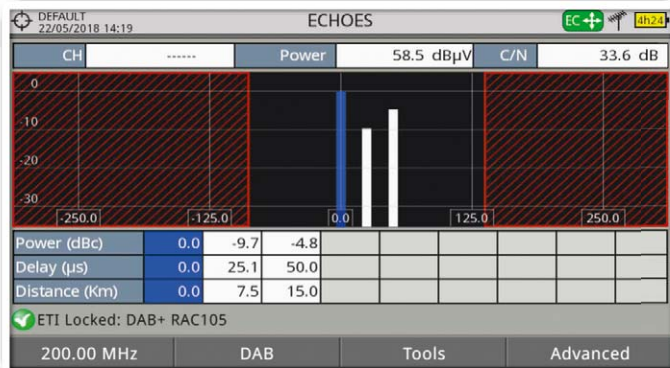 DEFAULT
22/05/2018 14:19
ECHOES
EC
4h24
CH ------ Power 58.5 dBµV C/N 33.6 dB
0
-10
-20
-30
-250.0 -125.0 0.0 125.0 250.0
Power (dBc) 0.0 -9.7 -4.8
Delay (µs) 0.0 25.1 50.0
Distance (Km) 0.0 7.5 15.0
ETI Locked: DAB+ RAC105
200.00 MHz DAB Tools Advanced